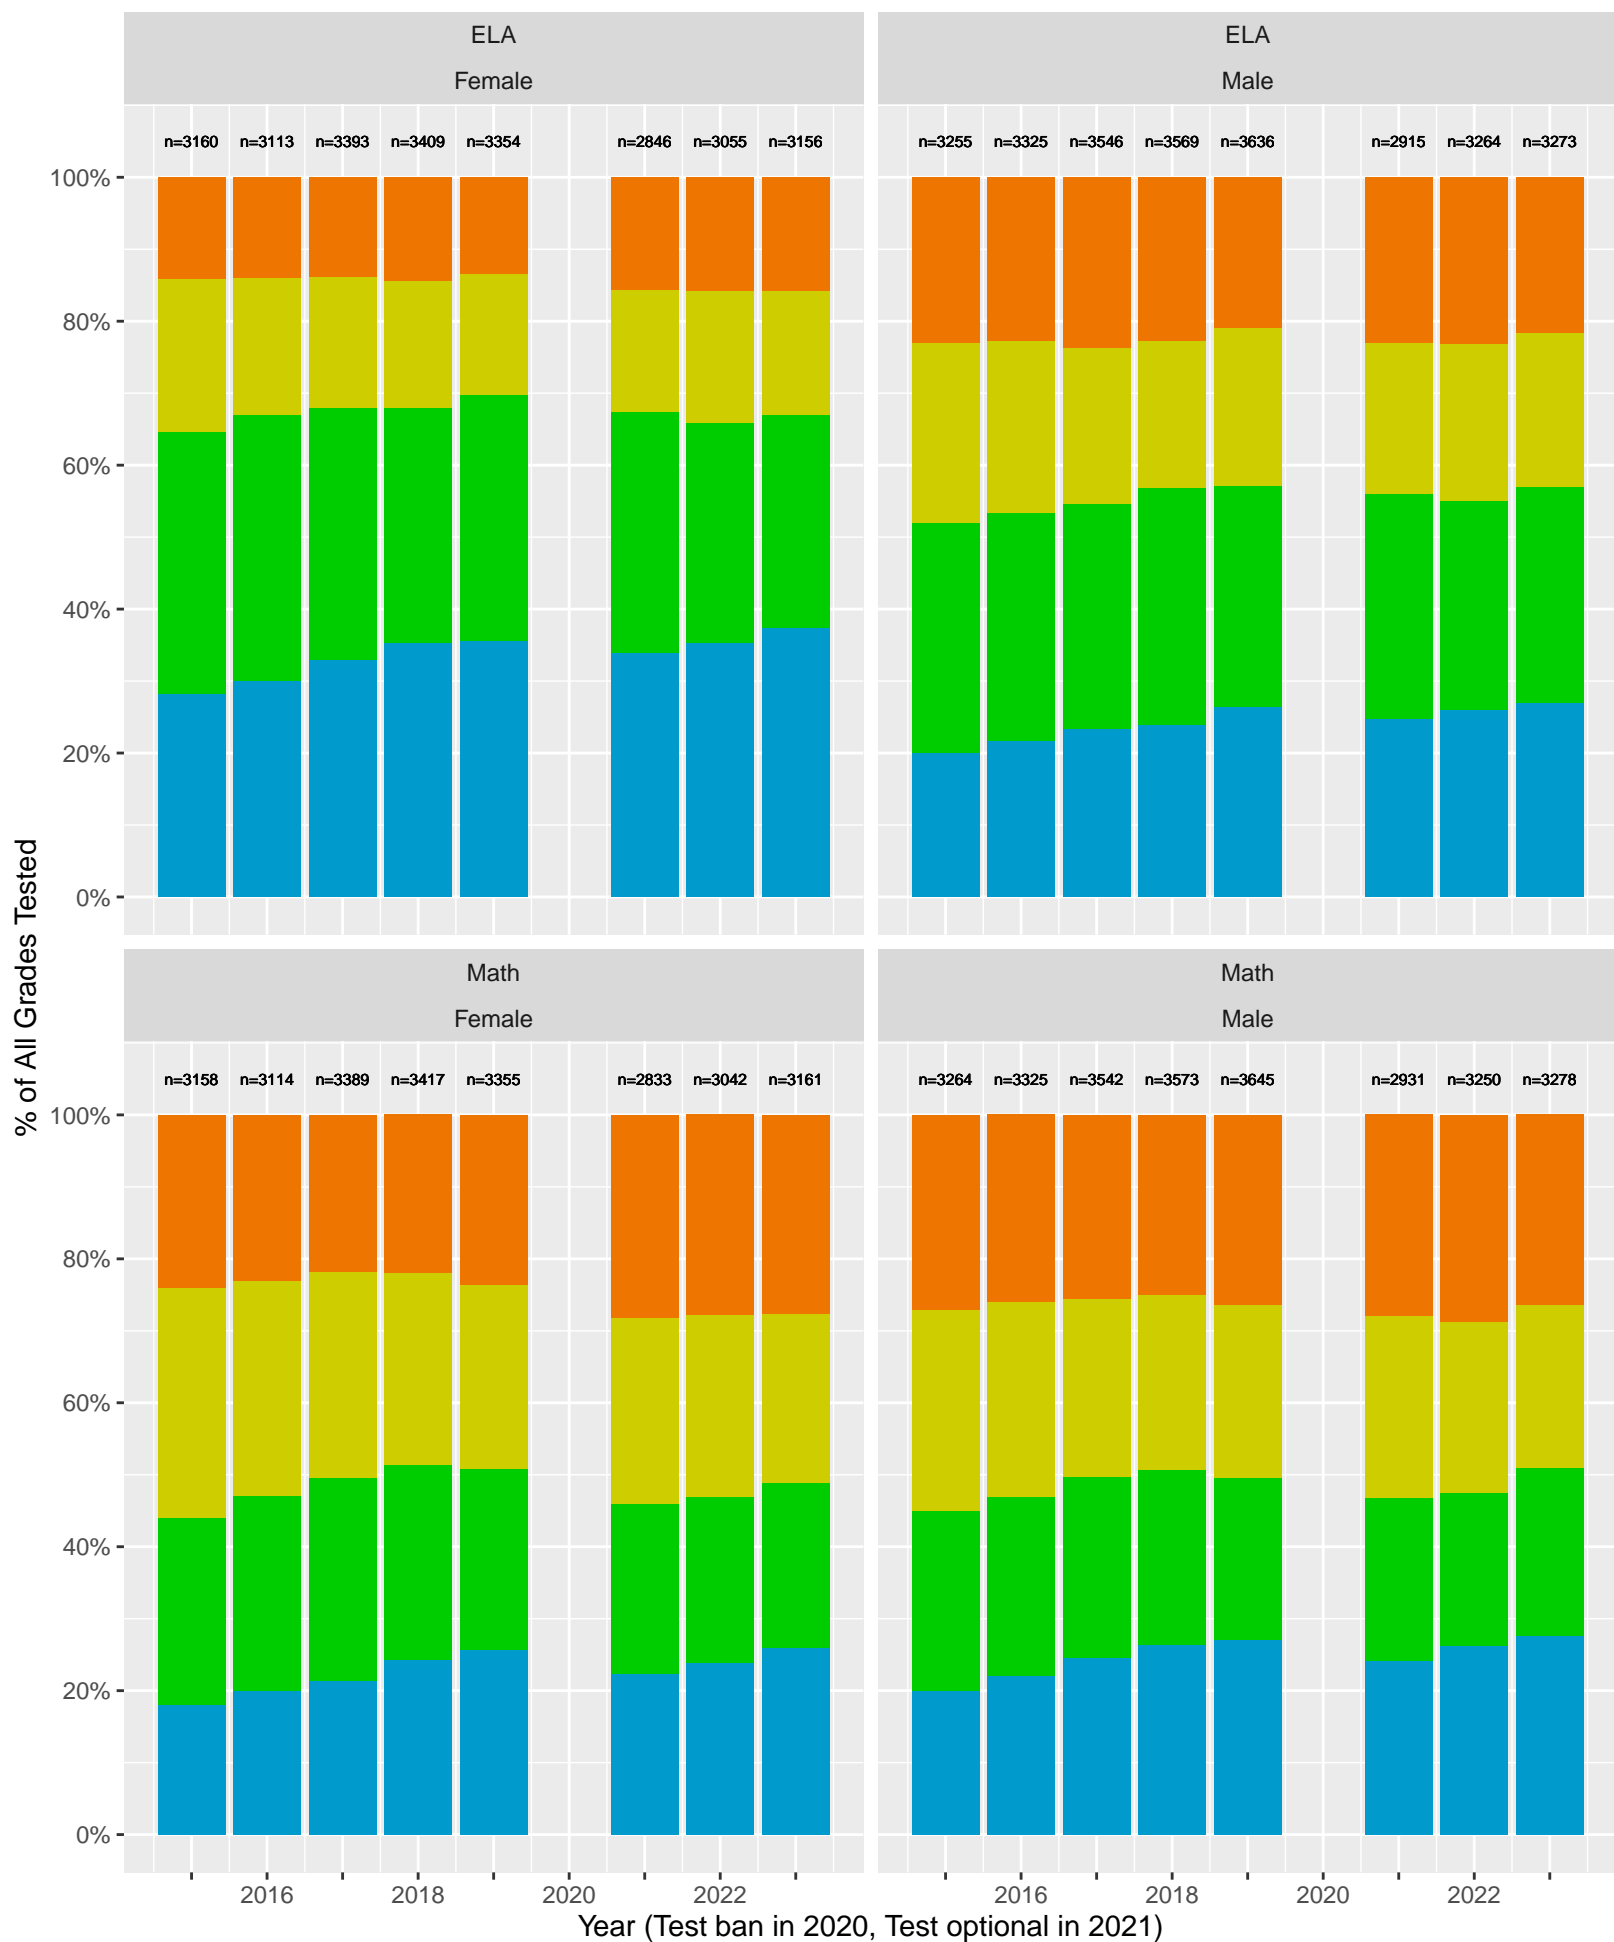 ELA
Female
ELA
Male
n=3160 n=3113 n=3393 n=3409 n=3354 n=2846 n=3055 n=3156
n=3255 n=3325 n=3546 n=3569 n=3636 n=2915 n=3264 n=3273
100%
80%
60%
40%
20%
0%
% of All Grades Tested
Math
Female
Math
Male
n=3158 n=3114 n=3389 n=3417 n=3355 n=2833 n=3042 n=3161
n=3264 n=3325 n=3542 n=3573 n=3645 n=2931 n=3250 n=3278
100%
80%
60%
40%
20%
0%
2016 2018 2020 2022
2016 2018 2020 2022
Year (Test ban in 2020, Test optional in 2021)